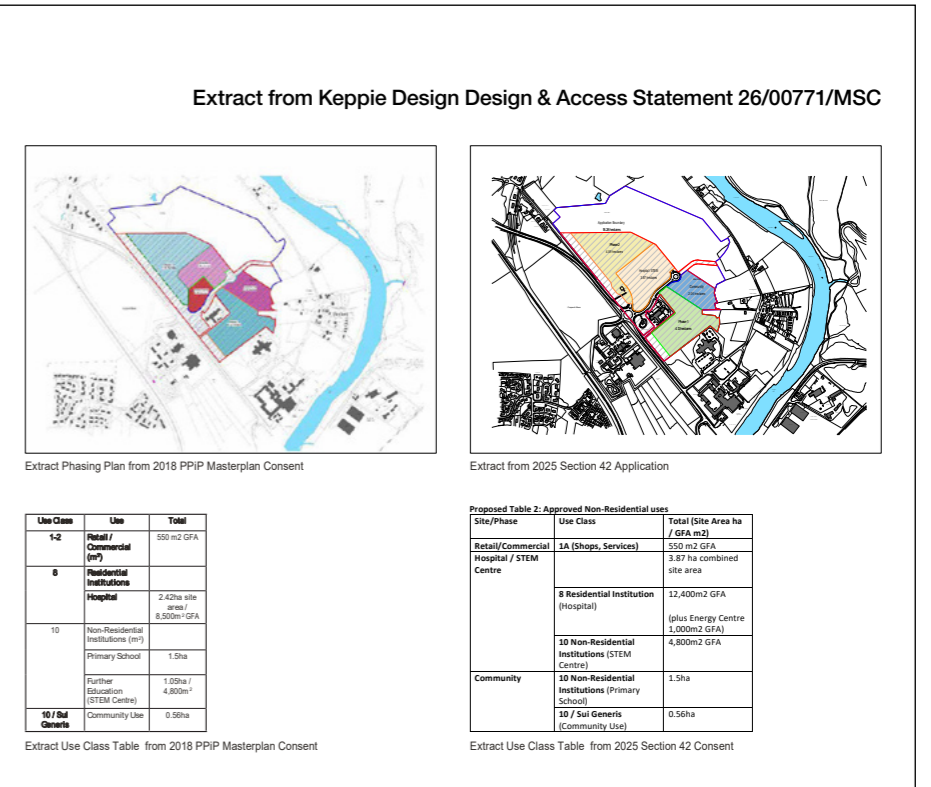 Extract from Keppie Design Design & Access Statement 26/00771/MSC
Extract Phasing Plan from 2018 PPiP Masterplan Consent
Extract from 2025 Section 42 Application
Use Class Use Total
1-2 Retail / Commercial (m²) 550 m2 GFA
8 Residential Institutions
Hospital 2.42ha site area / 8,500m² GFA
10 Non-Residential Institutions (m²)
Primary School 1.5ha
Further Education (STEM Centre) 1.05ha / 4,800m²
10 / Sui Generis Community Use 0.56ha
Extract Use Class Table from 2018 PPiP Masterplan Consent
Proposed Table 2: Approved Non-Residential uses
Site/Phase Use Class Total (Site Area ha / GFA m2)
Retail/Commercial 1A (Shops, Services) 550 m2 GFA
Hospital / STEM Centre 3.87 ha combined site area
8 Residential Institution (Hospital) 12,400m2 GFA
(plus Energy Centre 1,000m2 GFA)
10 Non-Residential Institutions (STEM Centre) 4,800m2 GFA
Community 10 Non-Residential Institutions (Primary School) 1.5ha
10 / Sui Generis (Community Use) 0.56ha
Extract Use Class Table from 2025 Section 42 Consent